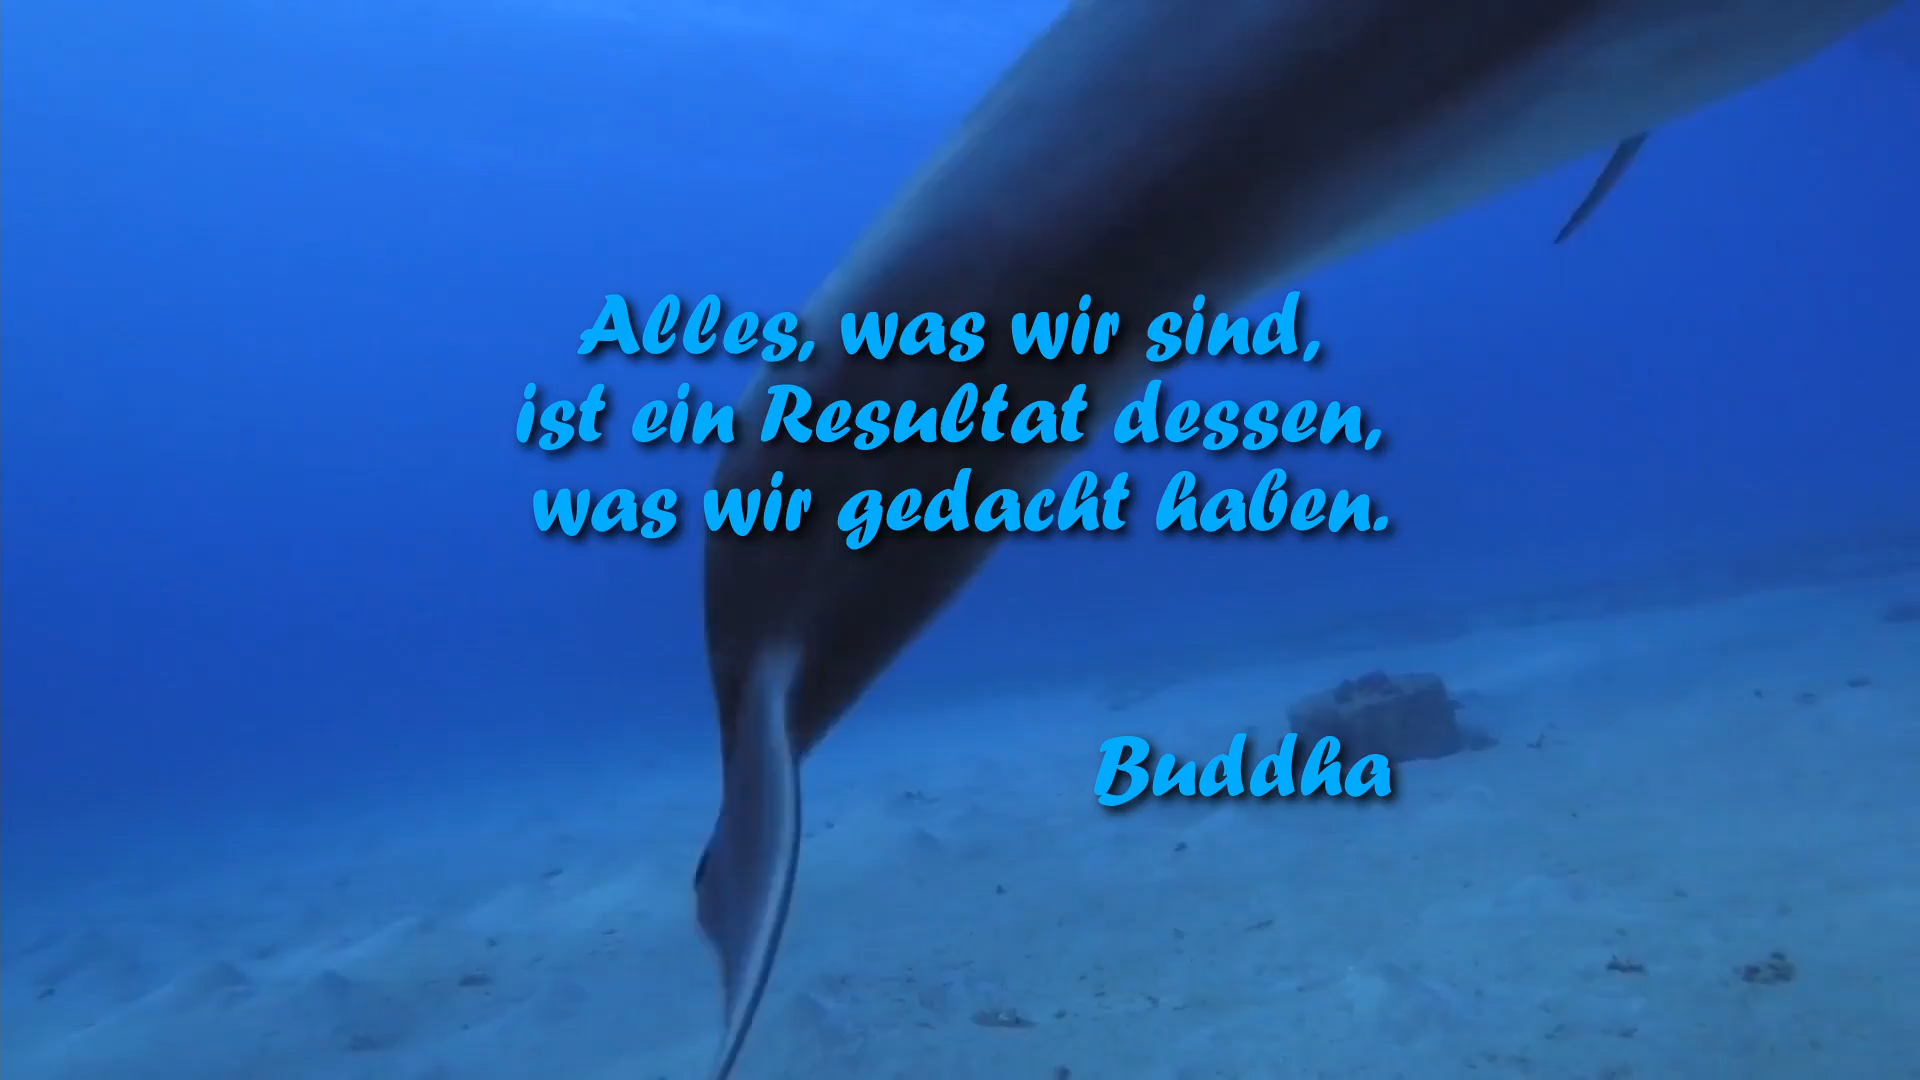 Alles, was wir sind,
ist ein Resultat dessen,
was wir gedacht haben.
Buddha